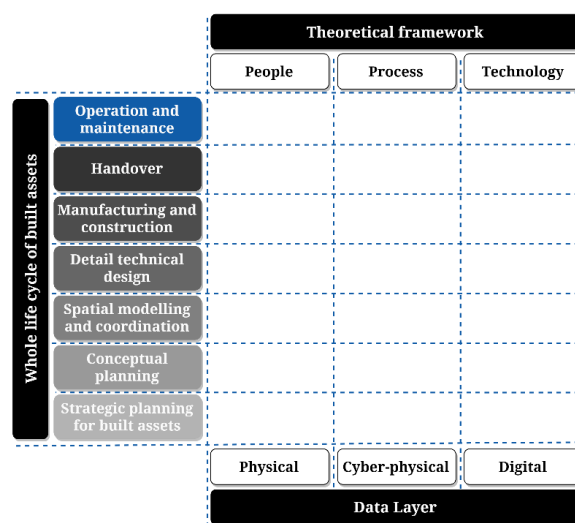 Theoretical framework
People
Process
Technology
Whole life cycle of built assets
Operation and
maintenance
Handover
Manufacturing and
construction
Detail technical
design
Spatial modelling
and coordination
Conceptual
planning
Strategic planning
for built assets
Physical
Cyber-physical
Digital
Data Layer